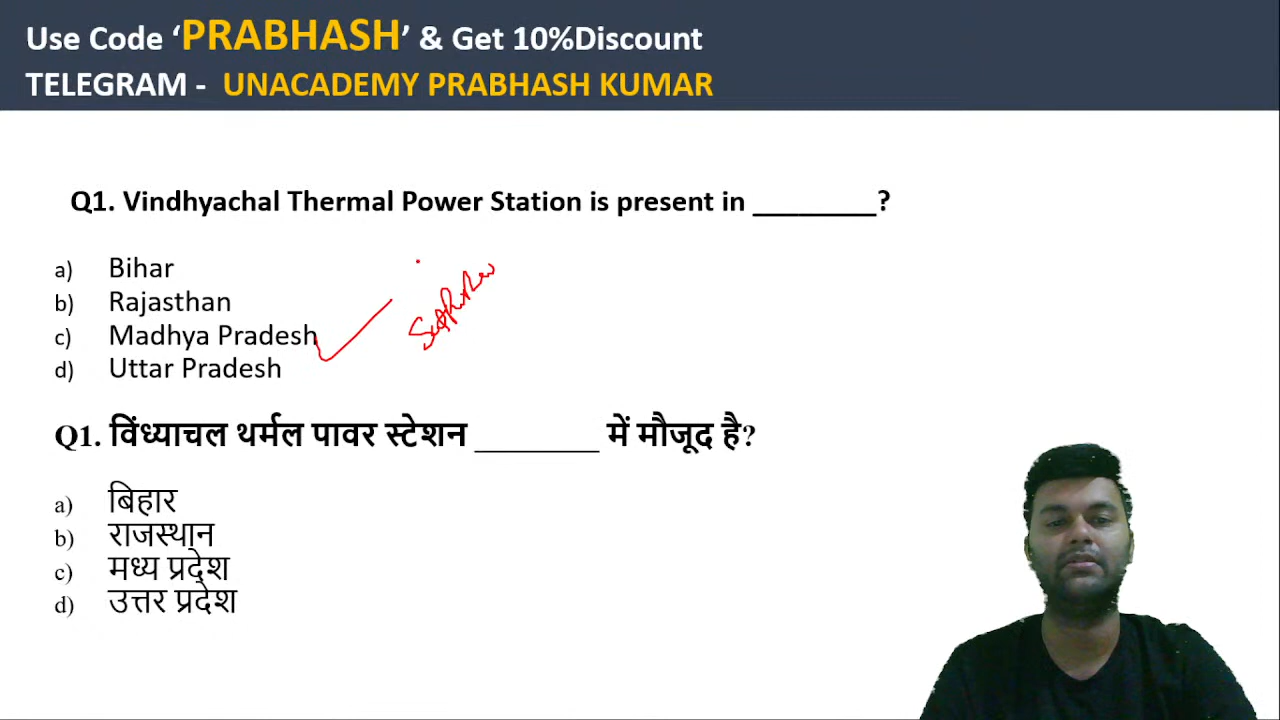 Use Code ‘PRABHASH’ & Get 10%Discount
TELEGRAM - UNACADEMY PRABHASH KUMAR
Q1. Vindhyachal Thermal Power Station is present in ________?
a) Bihar
b) Rajasthan
c) Madhya Pradesh
d) Uttar Pradesh
Q1. विंध्याचल थर्मल पावर स्टेशन ________ में मौजूद है?
a) बिहार
b) राजस्थान
c) मध्य प्रदेश
d) उत्तर प्रदेश